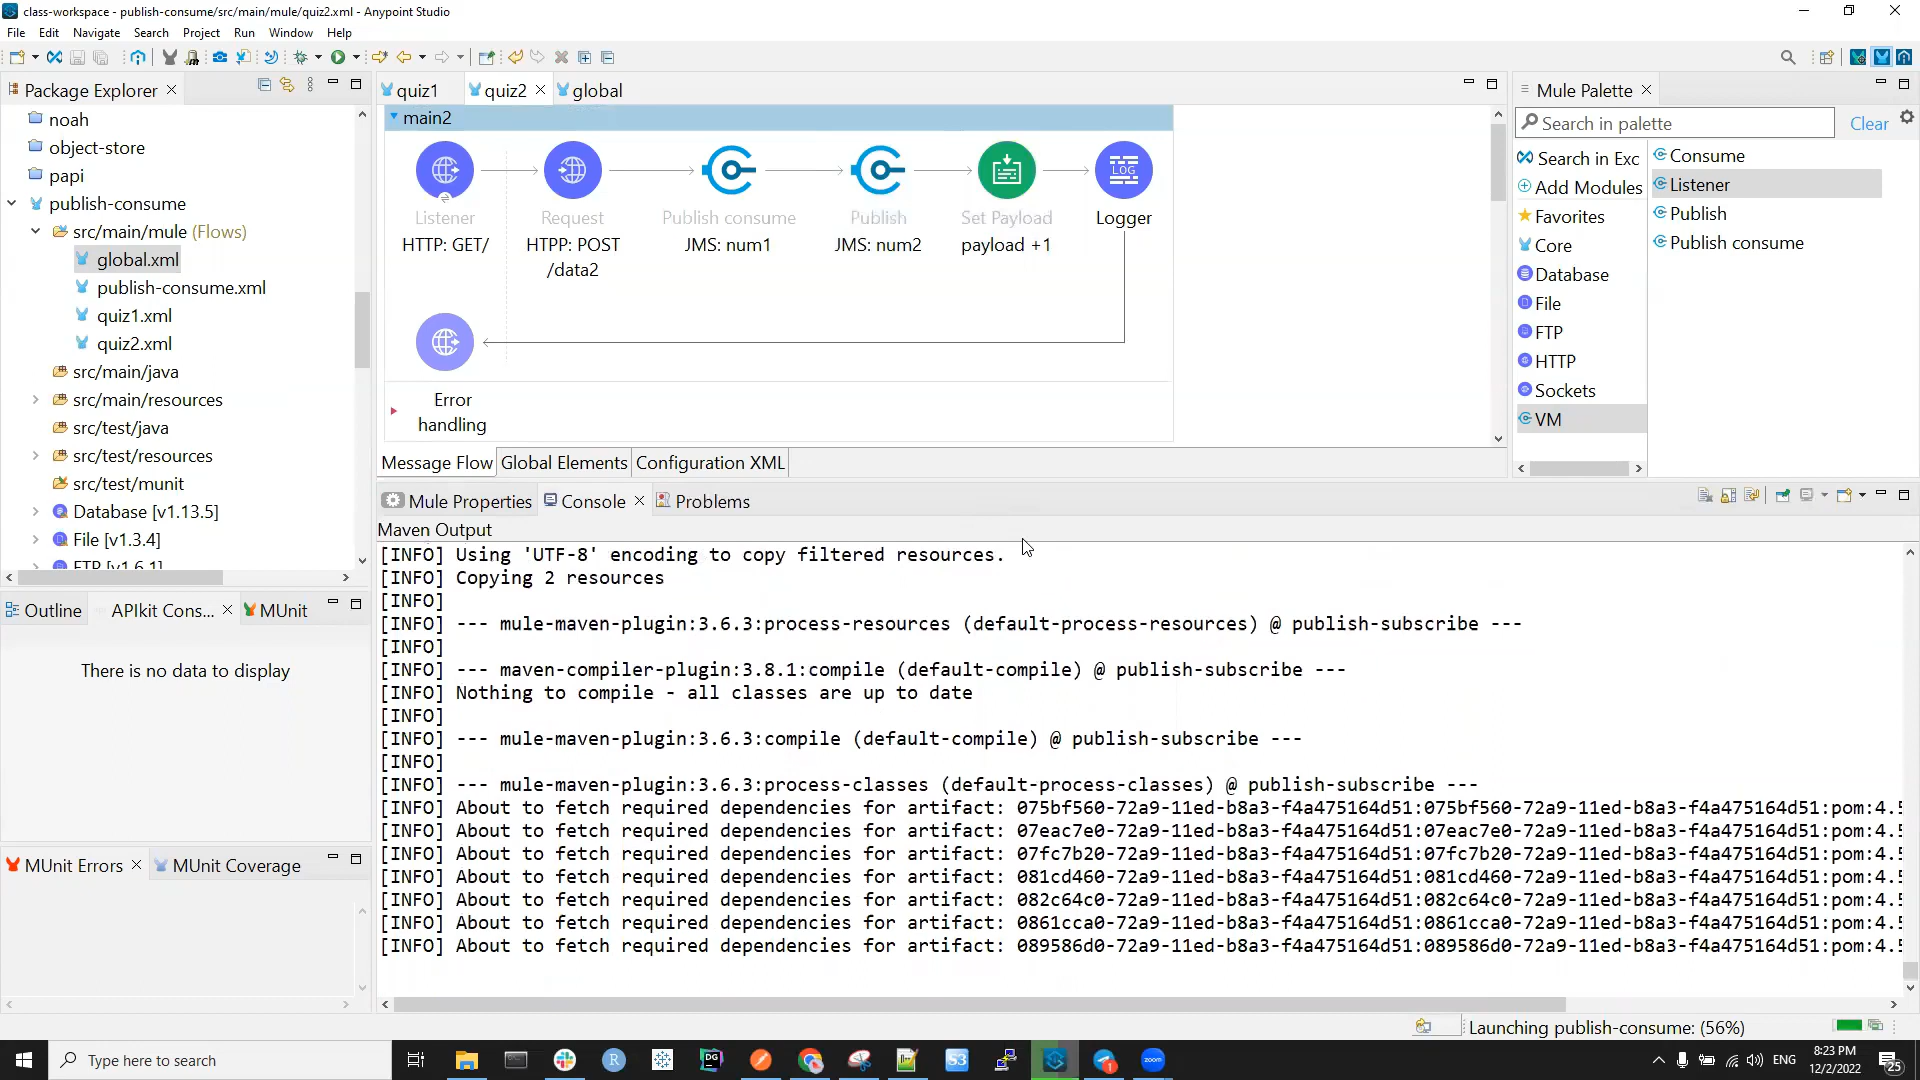 class-workspace - publish-consume/src/main/mule/quiz2.xml - Anypoint Studio
File Edit Navigate Search Project Run Window Help
Package Explorer
noah
object-store
papi
publish-consume
src/main/mule (Flows)
global.xml
publish-consume.xml
quiz1.xml
quiz2.xml
src/main/java
src/main/resources
src/test/java
src/test/resources
src/test/munit
Database [v1.13.5]
File [v1.3.4]
FTP [v1.6.1]
Outline APIkit Cons... MUnit
There is no data to display
MUnit Errors MUnit Coverage
quiz1 quiz2 global
main2
LOG
Listener Request Publish consume Publish Set Payload Logger
HTTP: GET/ HTPP: POST JMS: num1 JMS: num2 payload +1
/data2
Error
handling
Message Flow Global Elements Configuration XML
Mule Palette
Search in palette Clear
Search in Exc
Add Modules
Favorites
Core
Database
File
FTP
HTTP
Sockets
VM
Consume
Listener
Publish
Publish consume
Mule Properties Console Problems
Maven Output
[INFO] Using 'UTF-8' encoding to copy filtered resources.
[INFO] Copying 2 resources
[INFO]
[INFO] --- mule-maven-plugin:3.6.3:process-resources (default-process-resources) @ publish-subscribe ---
[INFO]
[INFO] --- maven-compiler-plugin:3.8.1:compile (default-compile) @ publish-subscribe ---
[INFO] Nothing to compile - all classes are up to date
[INFO]
[INFO] --- mule-maven-plugin:3.6.3:compile (default-compile) @ publish-subscribe ---
[INFO]
[INFO] --- mule-maven-plugin:3.6.3:process-classes (default-process-classes) @ publish-subscribe ---
[INFO] About to fetch required dependencies for artifact: 075bf560-72a9-11ed-b8a3-f4a475164d51:075bf560-72a9-11ed-b8a3-f4a475164d51:pom:4.5
[INFO] About to fetch required dependencies for artifact: 07eac7e0-72a9-11ed-b8a3-f4a475164d51:07eac7e0-72a9-11ed-b8a3-f4a475164d51:pom:4.5
[INFO] About to fetch required dependencies for artifact: 07fc7b20-72a9-11ed-b8a3-f4a475164d51:07fc7b20-72a9-11ed-b8a3-f4a475164d51:pom:4.5
[INFO] About to fetch required dependencies for artifact: 081cd460-72a9-11ed-b8a3-f4a475164d51:081cd460-72a9-11ed-b8a3-f4a475164d51:pom:4.5
[INFO] About to fetch required dependencies for artifact: 082c64c0-72a9-11ed-b8a3-f4a475164d51:082c64c0-72a9-11ed-b8a3-f4a475164d51:pom:4.5
[INFO] About to fetch required dependencies for artifact: 0861cca0-72a9-11ed-b8a3-f4a475164d51:0861cca0-72a9-11ed-b8a3-f4a475164d51:pom:4.5
[INFO] About to fetch required dependencies for artifact: 089586d0-72a9-11ed-b8a3-f4a475164d51:089586d0-72a9-11ed-b8a3-f4a475164d51:pom:4.5
Launching publish-consume: (56%)
Type here to search
R
DG
S3
zoom
ENG
8:23 PM
12/2/2022
25